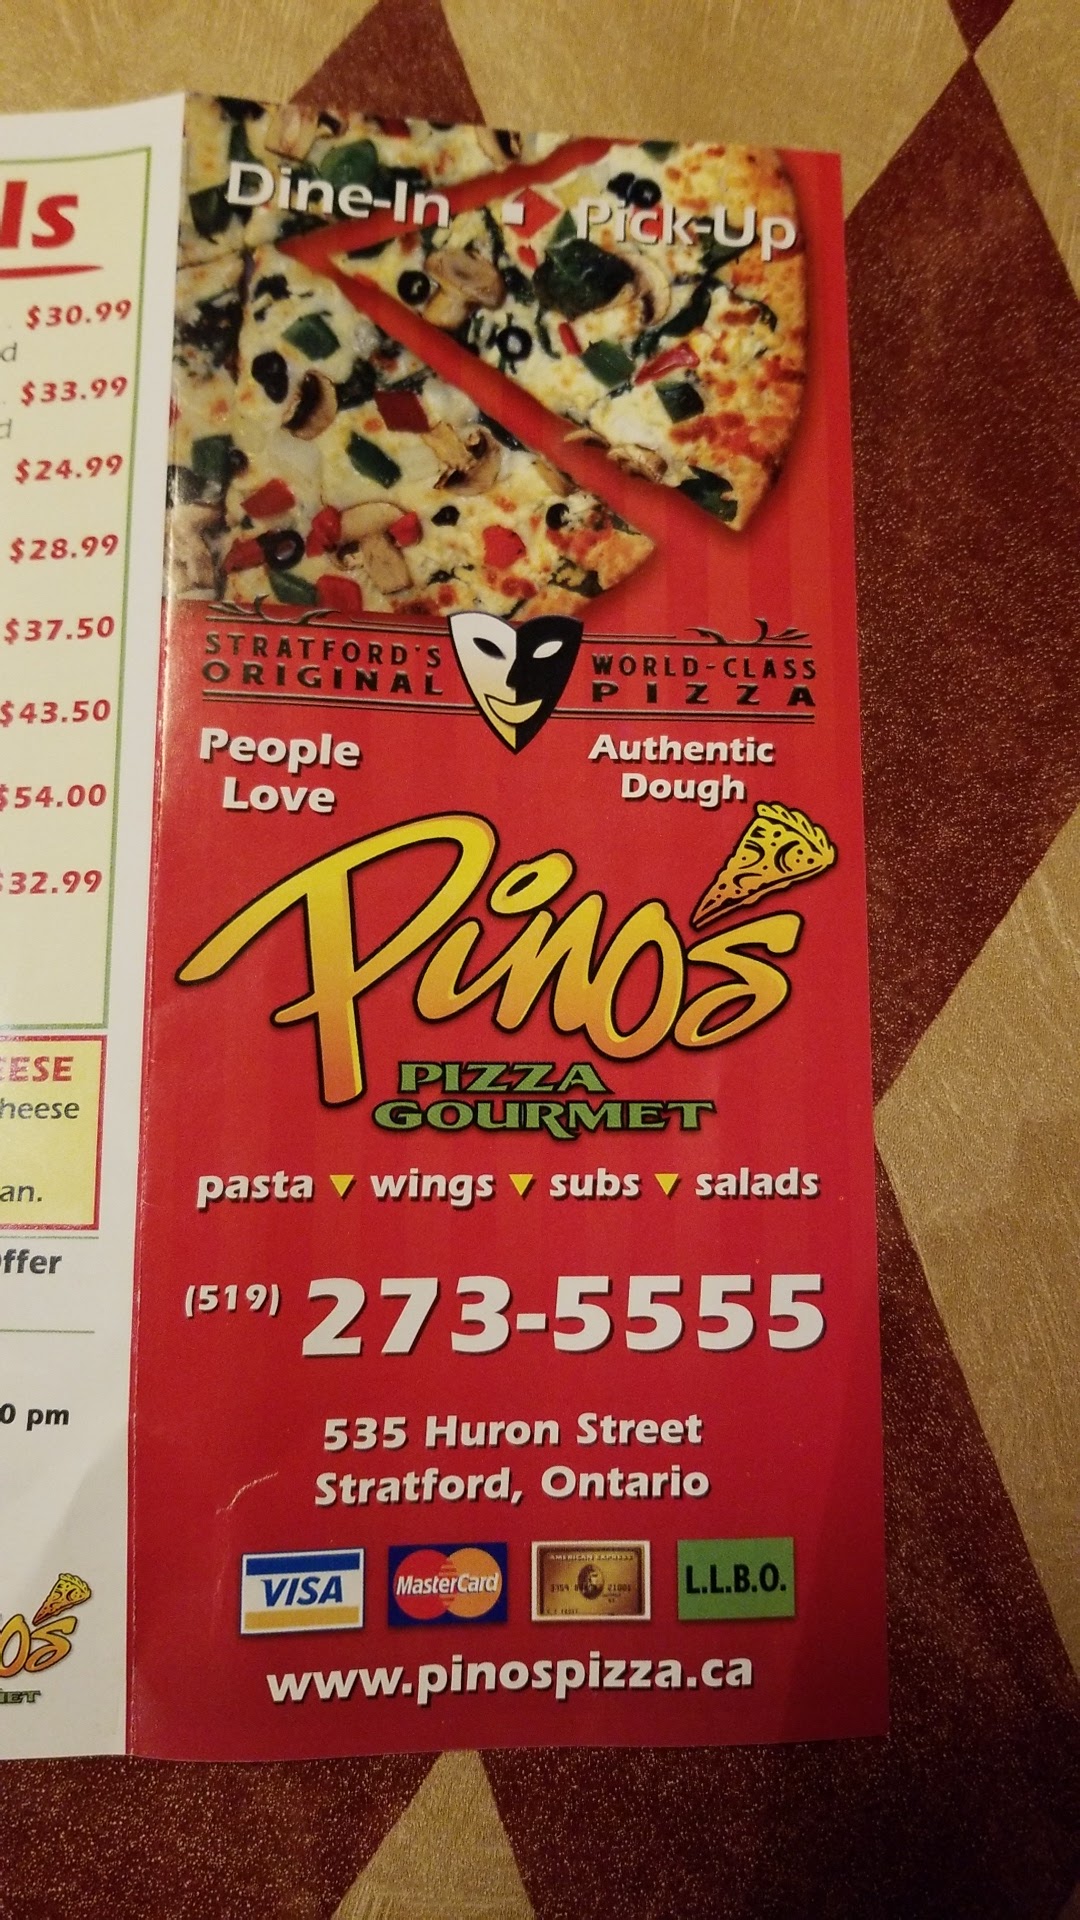 ls
$30.99
d
$33.99
d
$24.99
$28.99
$37.50
$43.50
$54.00
$32.99
EESE
heese
an.
ffer
0 pm
Dine-In Pick-Up
STRATFORD'S ORIGINAL
WORLD-CLASS PIZZA
People
Love
Authentic
Dough
Pino's
PIZZA
GOURMET
pasta ▼ wings ▼ subs ▼ salads
(519) 273-5555
535 Huron Street
Stratford, Ontario
VISA MasterCard AMERICAN EXPRESS L.L.B.O.
www.pinospizza.ca